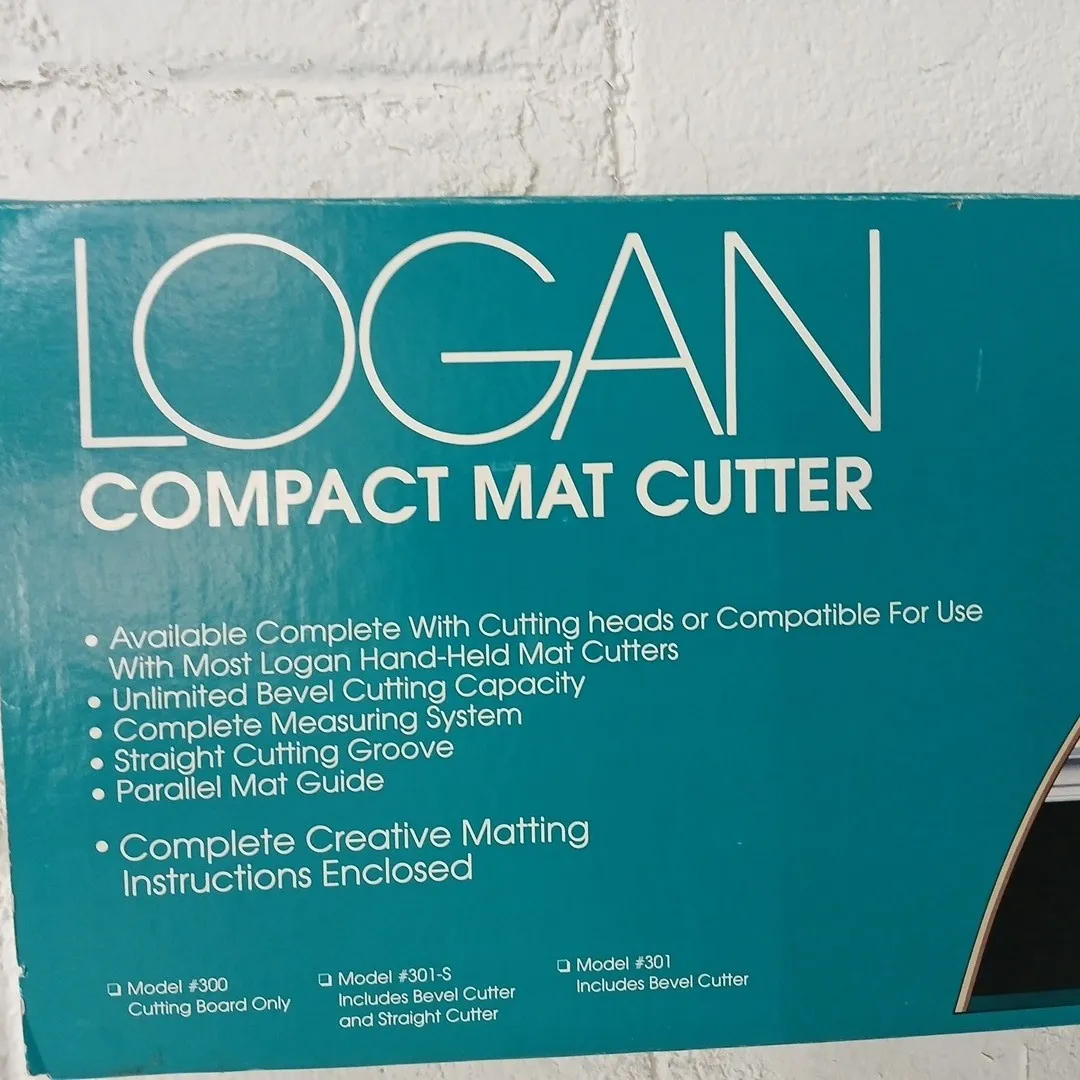 LOGAN
COMPACT MAT CUTTER
• Available Complete With Cutting heads or Compatible For Use
With Most Logan Hand-Held Mat Cutters
• Unlimited Bevel Cutting Capacity
• Complete Measuring System
• Straight Cutting Groove
• Parallel Mat Guide
• Complete Creative Matting
Instructions Enclosed
❏ Model #300
Cutting Board Only
❏ Model #301-S
Includes Bevel Cutter
and Straight Cutter
❏ Model #301
Includes Bevel Cutter